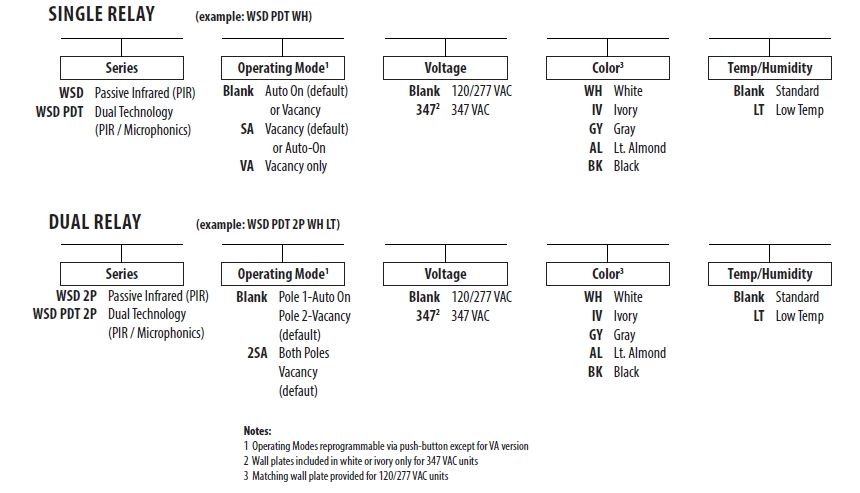 SINGLE RELAY (example: WSD PDT WH)
Series Operating Mode1 Voltage Color3 Temp/Humidity
WSD Passive Infrared (PIR) Blank Auto On (default) Blank 120/277 VAC WH White Blank Standard
WSD PDT Dual Technology or Vacancy 3472 347 VAC IV Ivory LT Low Temp
(PIR / Microphonics) SA Vacancy (default) GY Gray
or Auto-On AL Lt. Almond
VA Vacancy only BK Black
DUAL RELAY (example: WSD PDT 2P WH LT)
Series Operating Mode1 Voltage Color3 Temp/Humidity
WSD 2P Passive Infrared (PIR) Blank Pole 1-Auto On Blank 120/277 VAC WH White Blank Standard
WSD PDT 2P Dual Technology Pole 2-Vacancy 3472 347 VAC IV Ivory LT Low Temp
(PIR / Microphonics) (default) GY Gray
2SA Both Poles AL Lt. Almond
Vacancy BK Black
(defaut)
Notes:
1 Operating Modes reprogrammable via push-button except for VA version
2 Wall plates included in white or ivory only for 347 VAC units
3 Matching wall plate provided for 120/277 VAC units